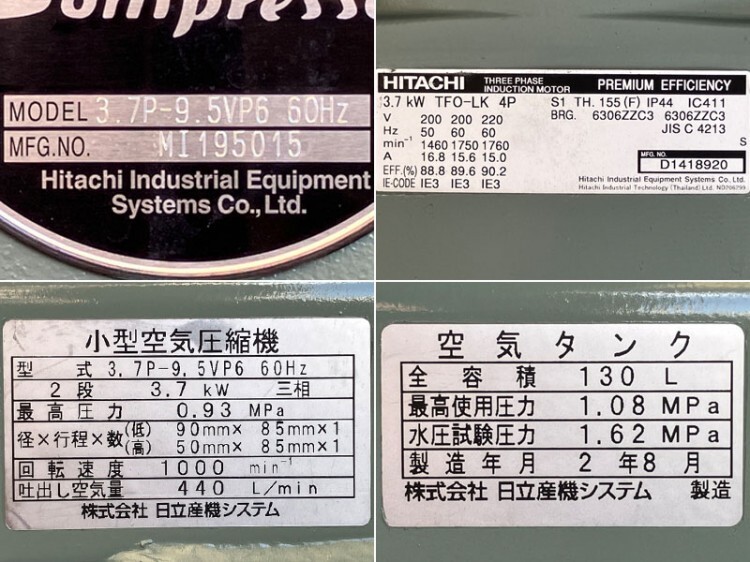 Compresso
MODEL 3.7P-9.5VP6 60Hz
MFG.NO. MI195015
Hitachi Industrial Equipment
Systems Co.,Ltd.
HITACHI THREE PHASE INDUCTION MOTOR PREMIUM EFFICIENCY
3.7 kW TFO-LK 4P S1 TH. 155 (F) IP44 IC411
V 200 200 220 BRG. 6306ZZC3 6306ZZC3
Hz 50 60 60 JIS C 4213
min⁻¹ 1460 1750 1760 S
A 16.8 15.6 15.0 MFG. NO. D1418920
EFF.(%) 88.8 89.6 90.2 Hitachi Industrial Equipment Systems Co., Ltd.
IE-CODE IE3 IE3 IE3 Hitachi Industrial Technology (Thailand) Ltd.
小型空気圧縮機
型 式 3.7P-9.5VP6 60Hz
2 段 3.7 kW 三相
最高圧力 0.93 MPa
径×行程×数 (低) 90mm× 85mm×1
(高) 50mm× 85mm×1
回転速度 1000 min⁻¹
吐出し空気量 440 L/min
株式会社 日立産機システム
空気タンク
全容積 130 L
最高使用圧力 1.08 MPa
水圧試験圧力 1.62 MPa
製造年月 2 年 8 月
株式会社 日立産機システム 製造